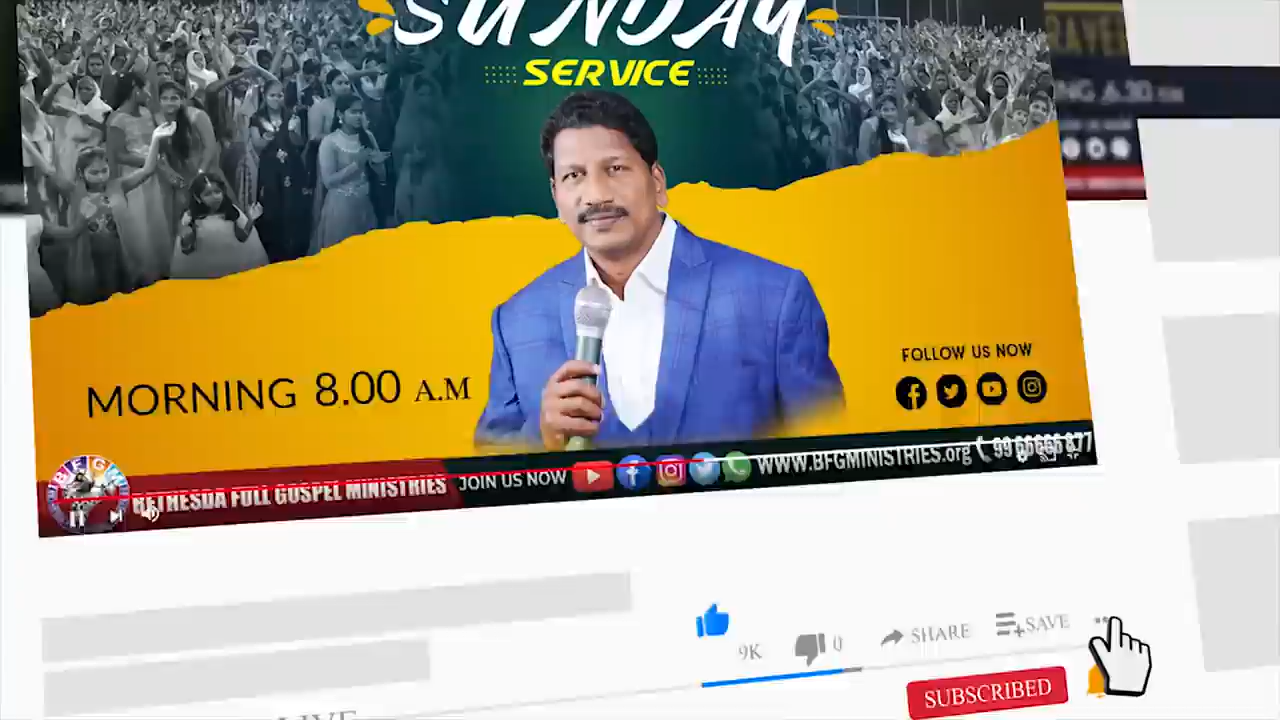 SUNDAY
SERVICE
MORNING 8.00 A.M
FOLLOW US NOW
BETHESDA FULL GOSPEL MINISTRIES
JOIN US NOW
WWW.BFGMINISTRIES.org
9K
0
SHARE
SAVE
SUBSCRIBED
LIVE